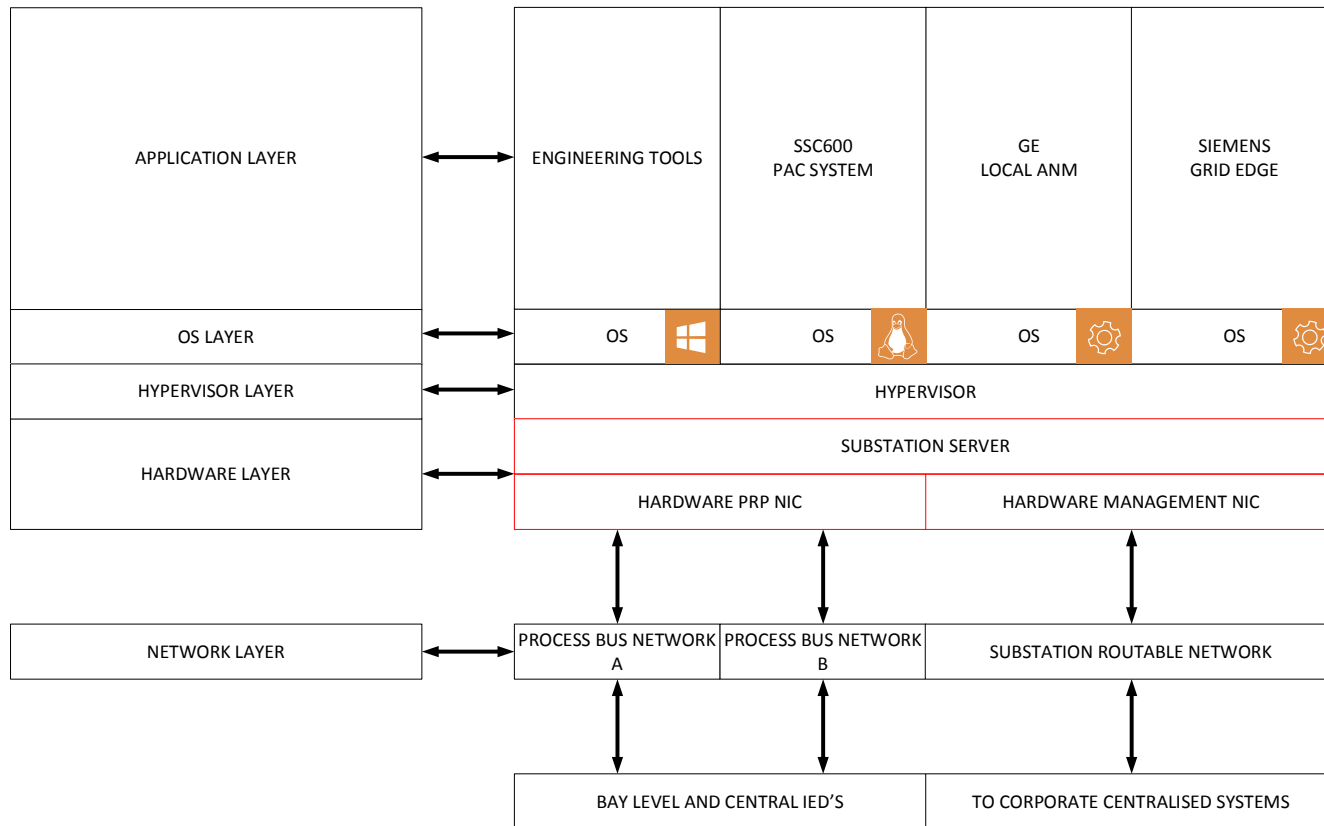 APPLICATION LAYER
ENGINEERING TOOLS
SSC600
PAC SYSTEM
GE
LOCAL ANM
SIEMENS
GRID EDGE
OS LAYER
OS
OS
OS
OS
HYPERVISOR LAYER
HYPERVISOR
HARDWARE LAYER
SUBSTATION SERVER
HARDWARE PRP NIC
HARDWARE MANAGEMENT NIC
NETWORK LAYER
PROCESS BUS NETWORK
A
PROCESS BUS NETWORK
B
SUBSTATION ROUTABLE NETWORK
BAY LEVEL AND CENTRAL IED'S
TO CORPORATE CENTRALISED SYSTEMS